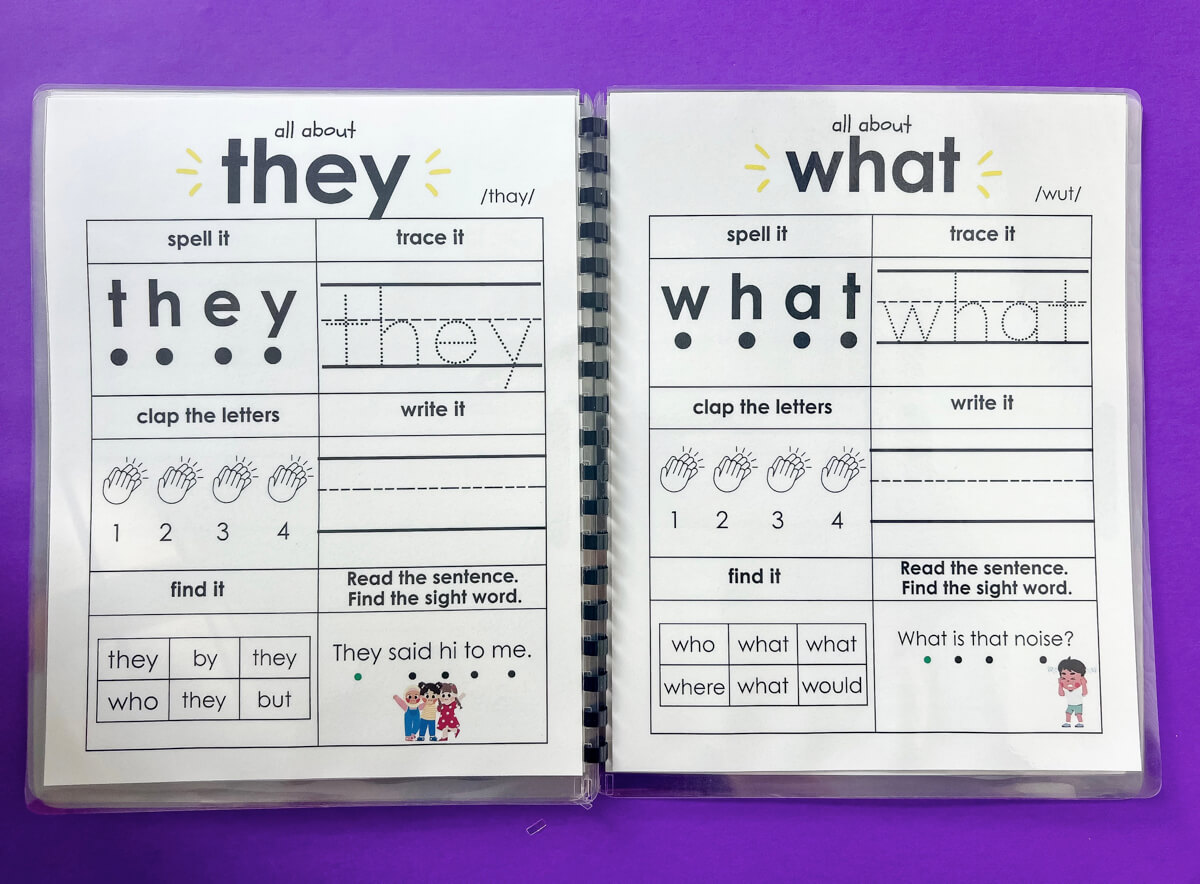 all about
they
/thay/
spell it
trace it
t h e y
they
clap the letters
write it
1 2 3 4
find it
Read the sentence.
Find the sight word.
they by they
who they but
They said hi to me.
all about
what
/wut/
spell it
trace it
w h a t
what
clap the letters
write it
1 2 3 4
find it
Read the sentence.
Find the sight word.
who what what
where what would
What is that noise?